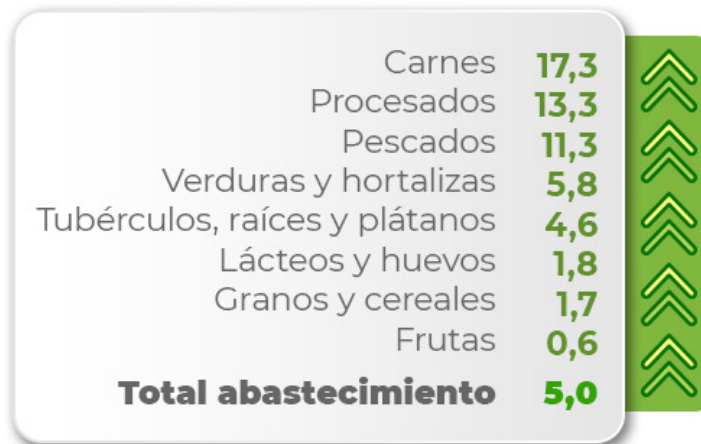 Carnes 17,3
Procesados 13,3
Pescados 11,3
Verduras y hortalizas 5,8
Tubérculos, raíces y plátanos 4,6
Lácteos y huevos 1,8
Granos y cereales 1,7
Frutas 0,6
Total abastecimiento 5,0